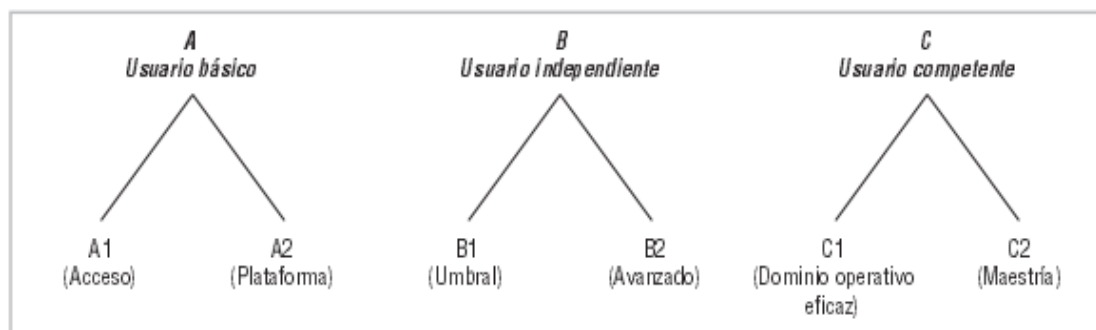 A
Usuario básico
B
Usuario independiente
C
Usuario competente
A1
(Acceso)
A2
(Plataforma)
B1
(Umbral)
B2
(Avanzado)
C1
(Dominio operativo
eficaz)
C2
(Maestría)